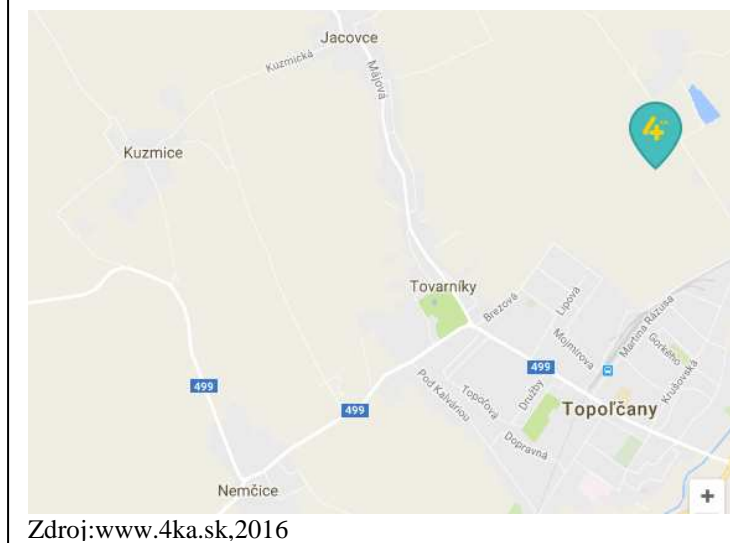 Jacovce
Kuzmická
Májová
Kuzmice
4
Tovarníky
Brezová
Lipová
Mojmírova
Martina Rázusa
Gorkého
Krušovská
499
499
499
Pod Kalváriou
Topoľová
Družby
Topoľčany
Dopravná
Nemčice
+
Zdroj:www.4ka.sk,2016